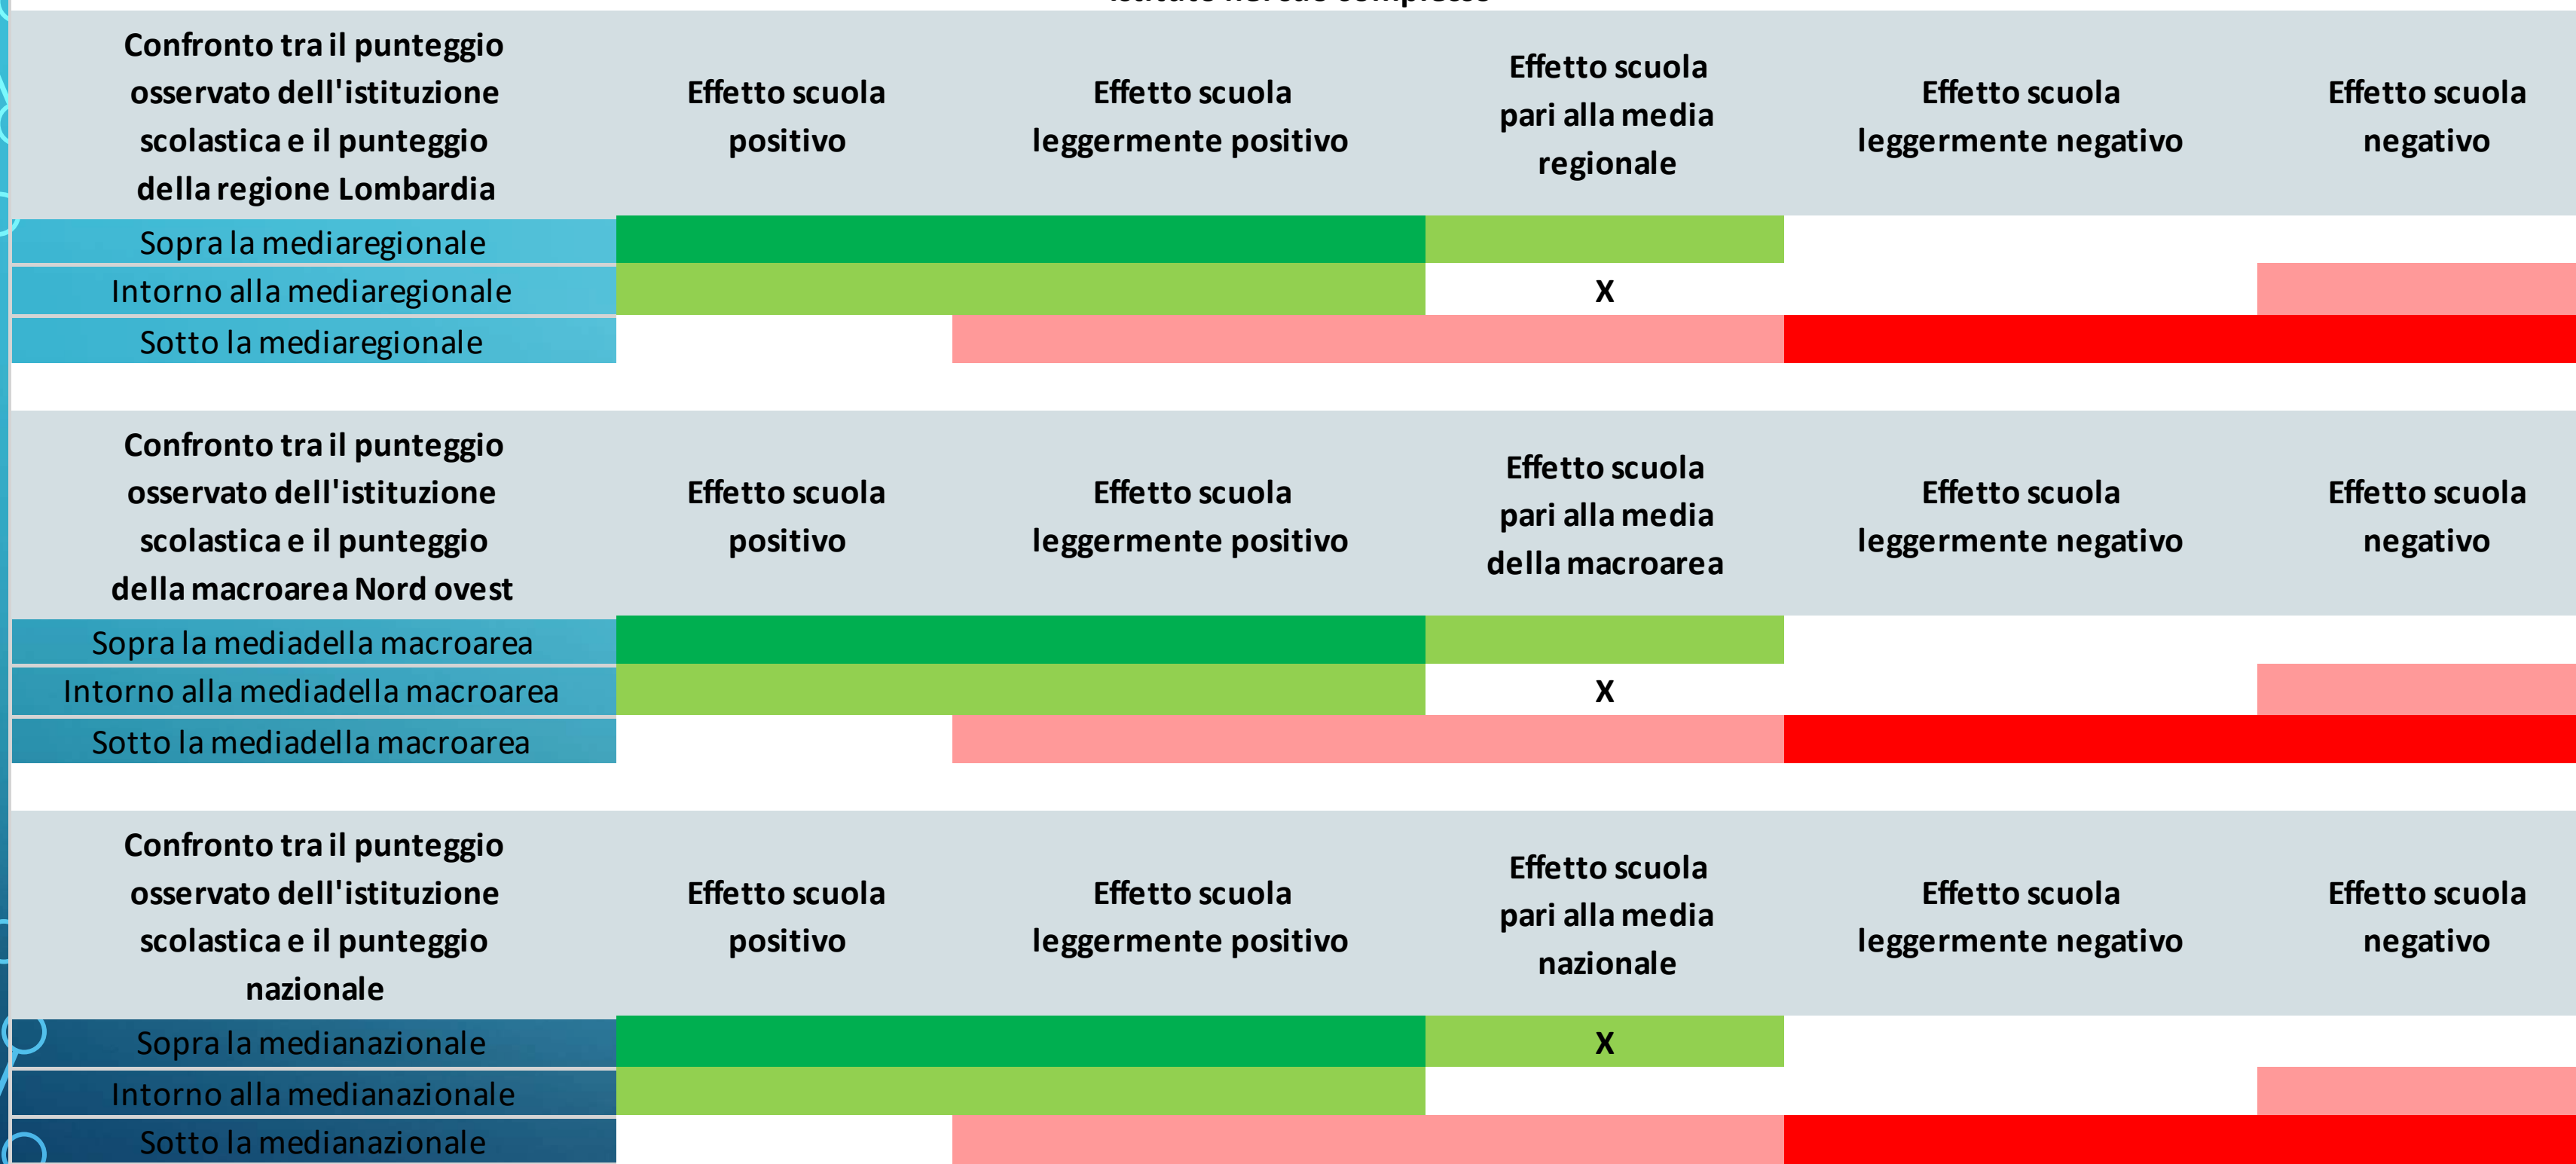 Confronto tra il punteggio
osservato dell'istituzione
scolastica e il punteggio
della regione Lombardia
Effetto scuola
positivo
Effetto scuola
leggermente positivo
Effetto scuola
pari alla media
regionale
Effetto scuola
leggermente negativo
Effetto scuola
negativo
Sopra la mediaregionale
Intorno alla mediaregionale
X
Sotto la mediaregionale
Confronto tra il punteggio
osservato dell'istituzione
scolastica e il punteggio
della macroarea Nord ovest
Effetto scuola
positivo
Effetto scuola
leggermente positivo
Effetto scuola
pari alla media
della macroarea
Effetto scuola
leggermente negativo
Effetto scuola
negativo
Sopra la mediadella macroarea
Intorno alla mediadella macroarea
X
Sotto la mediadella macroarea
Confronto tra il punteggio
osservato dell'istituzione
scolastica e il punteggio
nazionale
Effetto scuola
positivo
Effetto scuola
leggermente positivo
Effetto scuola
pari alla media
nazionale
Effetto scuola
leggermente negativo
Effetto scuola
negativo
Sopra la medianazionale
X
Intorno alla medianazionale
Sotto la medianazionale